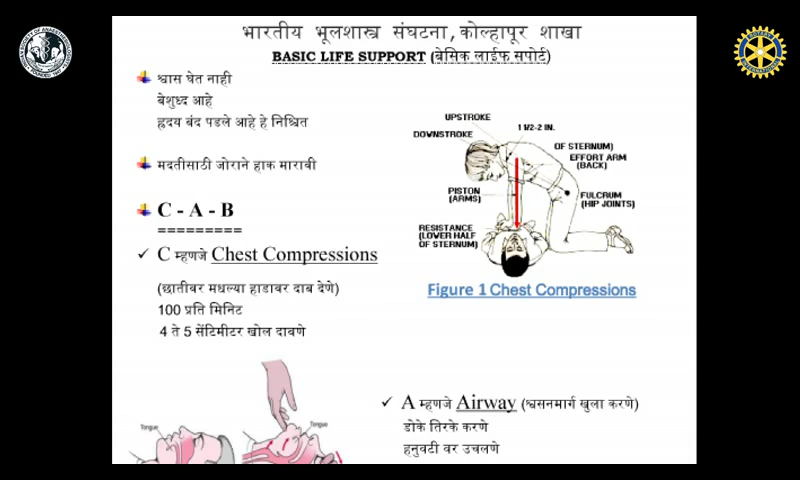 भारतीय भूलशास्त्र संघटना,कोल्हापूर शाखा
BASIC LIFE SUPPORT (बेसिक लाईफ सपोर्ट)
श्वास घेत नाही
बेशुध्द आहे
ह्रदय बंद पडले आहे हे निश्चित
मदतीसाठी जोराने हाक मारावी
C - A - B
=========
C म्हणजे Chest Compressions
(छातीवर मधल्या हाडावर दाब देणे)
100 प्रति मिनिट
4 ते 5 सेंटिमीटर खोल दावणे
UPSTROKE
DOWNSTROKE
1 1/2-2 IN.
OF STERNUM)
EFFORT ARM
(BACK)
PISTON
(ARMS)
FULCRUM
(HIP JOINTS)
RESISTANCE
(LOWER HALF
OF STERNUM)
Figure 1 Chest Compressions
Tongue
Tongue
A म्हणजे Airway (श्वसनमार्ग खुला करणे)
डोके तिरके करणे
हनुवटी वर उचलणे